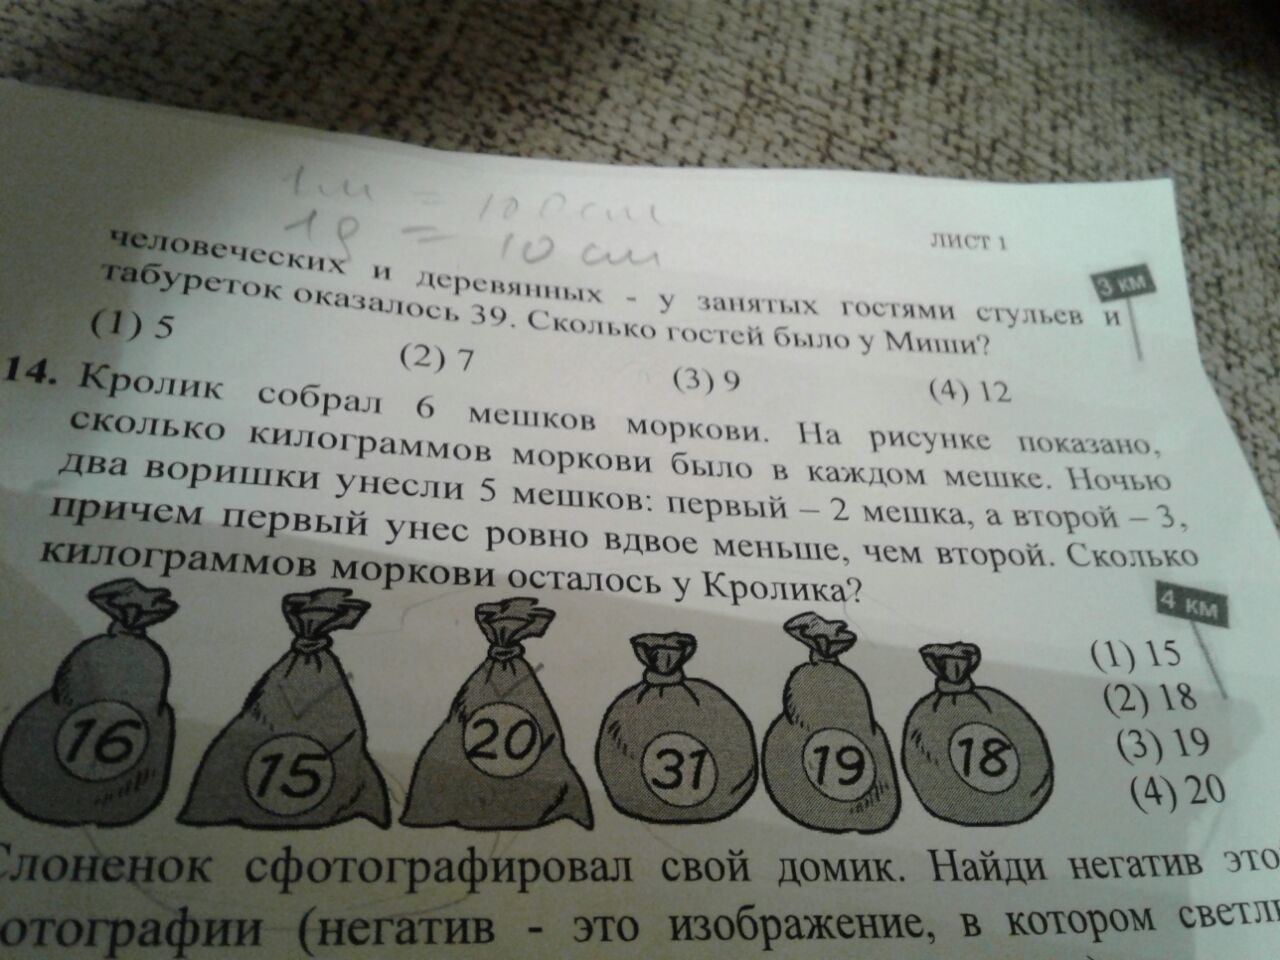 1м = 100см
1д = 10 см
лист 1
человеческих и деревянных - у занятых гостями стульев и
табуреток оказалось 39. Сколько гостей было у Миши?
3 км
(1) 5 (2) 7 (3) 9 (4) 12
14. Кролик собрал 6 мешков моркови. На рисунке показано,
сколько килограммов моркови было в каждом мешке. Ночью
два воришки унесли 5 мешков: первый – 2 мешка, а второй – 3,
причем первый унес ровно вдвое меньше, чем второй. Сколько
килограммов моркови осталось у Кролика?
4 км
16 15 20 31 19 18
(1) 15
(2) 18
(3) 19
(4) 20
Слоненок сфотографировал свой домик. Найди негатив это
отографии (негатив - это изображение, в котором светлы